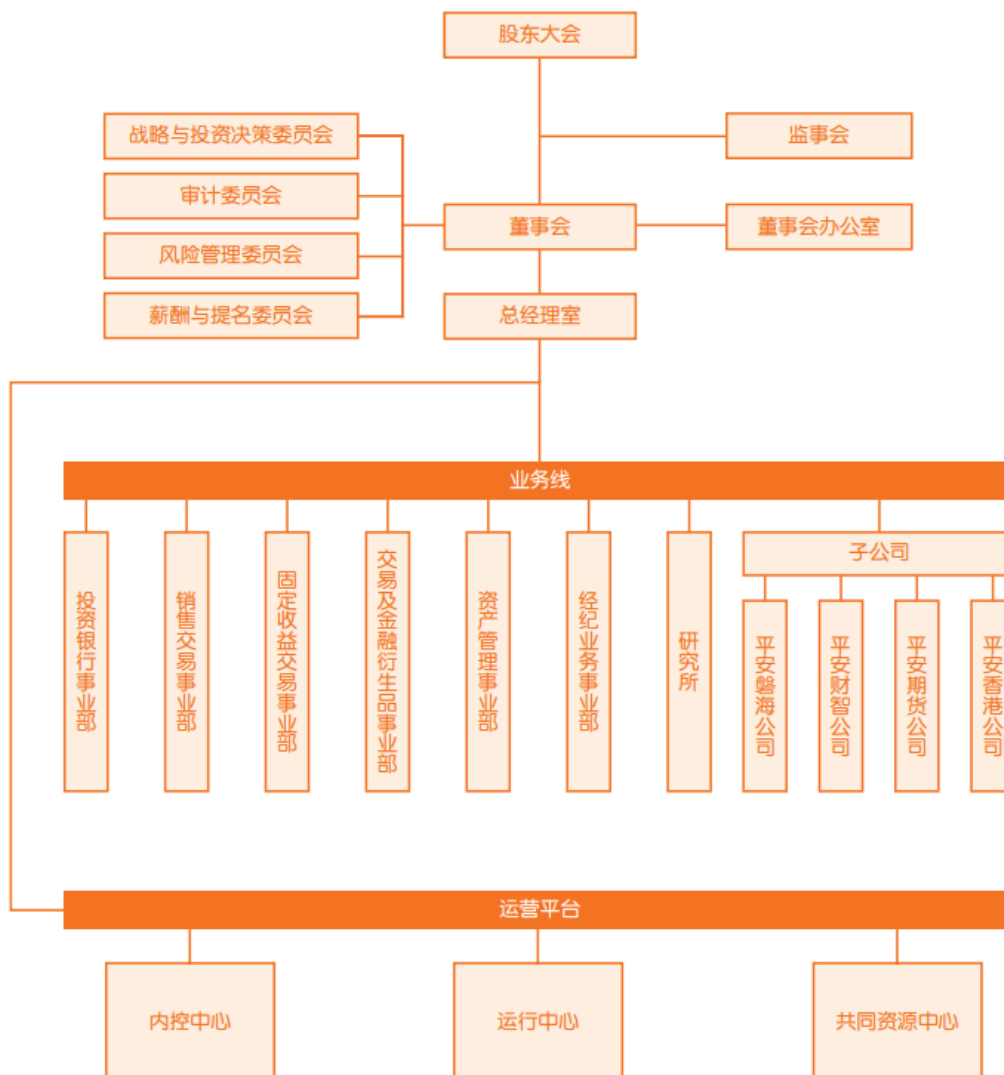 股东大会
监事会
战略与投资决策委员会
审计委员会
风险管理委员会
薪酬与提名委员会
董事会
董事会办公室
总经理室
业务线
投资银行事业部
销售交易事业部
固定收益交易事业部
交易及金融衍生品事业部
资产管理事业部
经纪业务事业部
研究所
子公司
平安磐海公司
平安财智公司
平安期货公司
平安香港公司
运营平台
内控中心
运行中心
共同资源中心